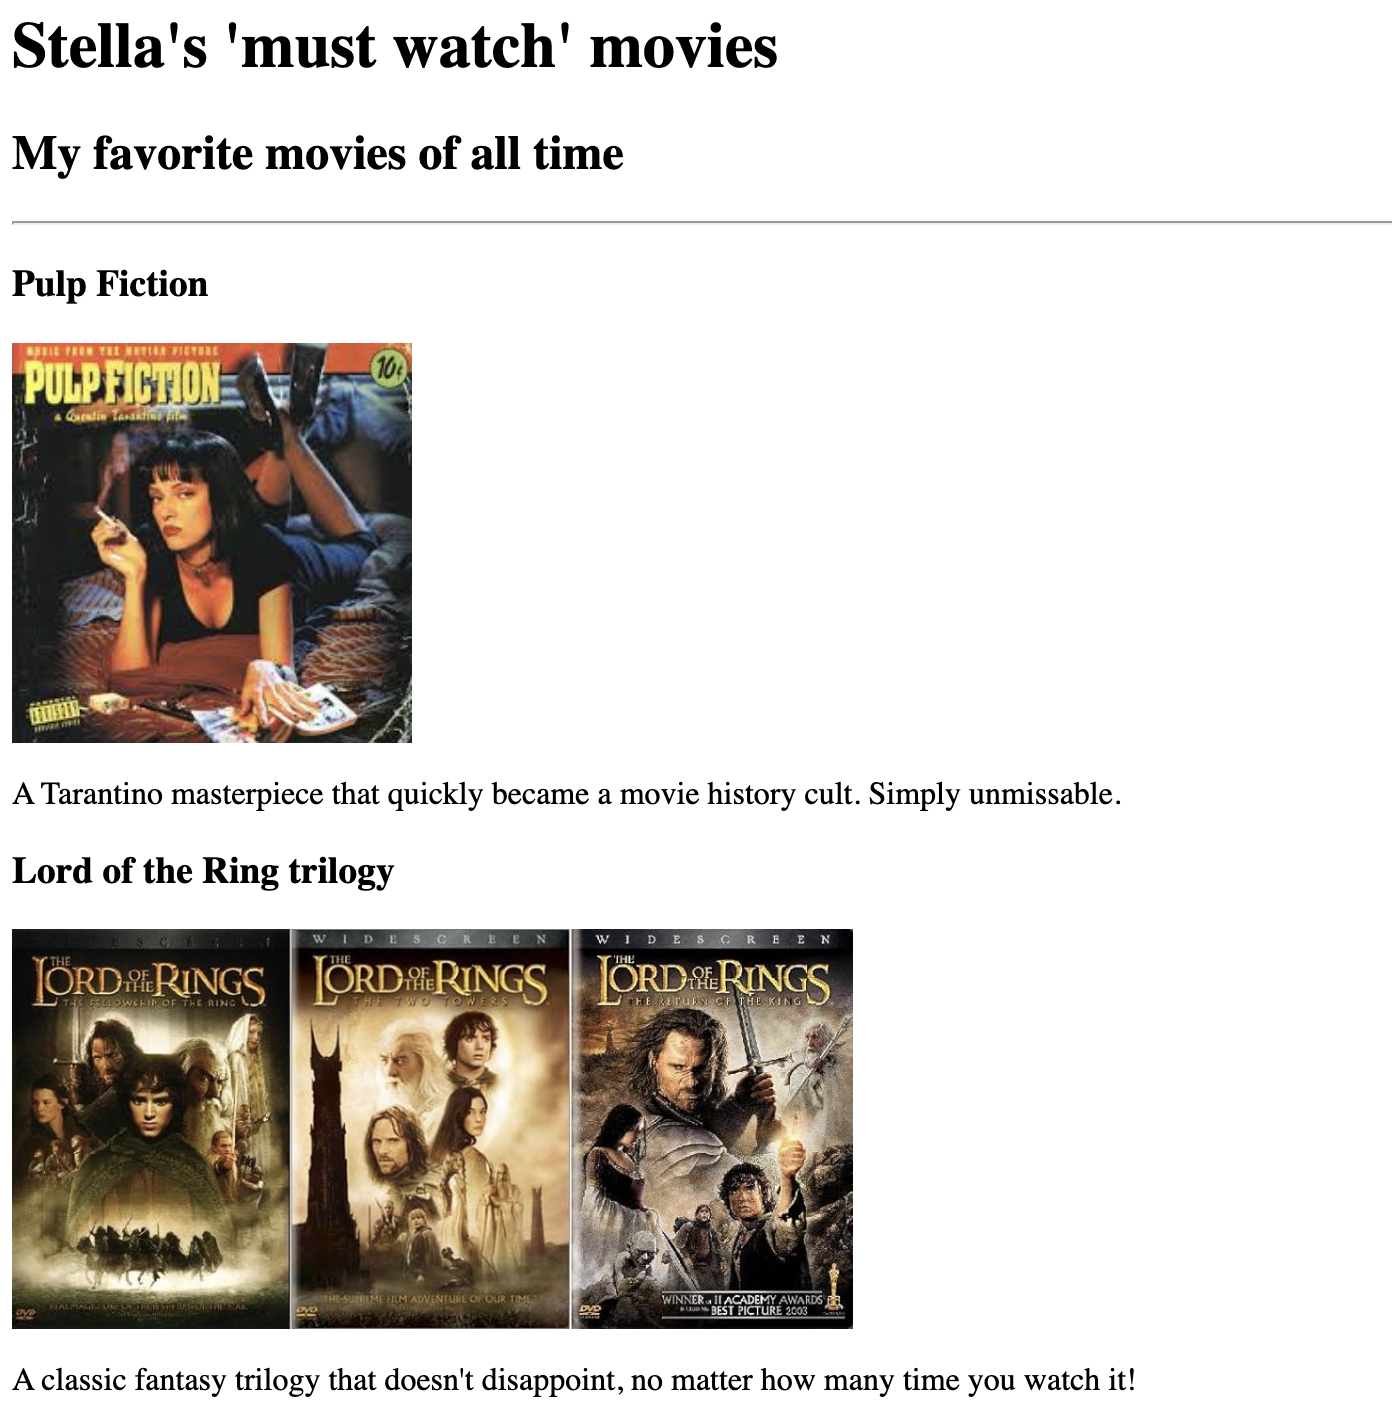 Stella's 'must watch' movies
My favorite movies of all time
Pulp Fiction
MUSIC FROM THE MOTION PICTURE
10¢
PULP FICTION
a Quentin Tarantino film
PARENTAL
ADVISORY
EXPLICIT LYRICS
A Tarantino masterpiece that quickly became a movie history cult. Simply unmissable.
Lord of the Ring trilogy
WIDESCREEN
THE LORD OF THE RINGS
THE FELLOWSHIP OF THE RING
DVD
WIDESCREEN
THE LORD OF THE RINGS
THE TWO TOWERS
"THE SUPREME FILM ADVENTURE OF OUR TIME"
DVD
WIDESCREEN
THE LORD OF THE RINGS
THE RETURN OF THE KING
WINNER OF 11 ACADEMY AWARDS
BEST PICTURE 2003
DVD
A classic fantasy trilogy that doesn't disappoint, no matter how many time you watch it!